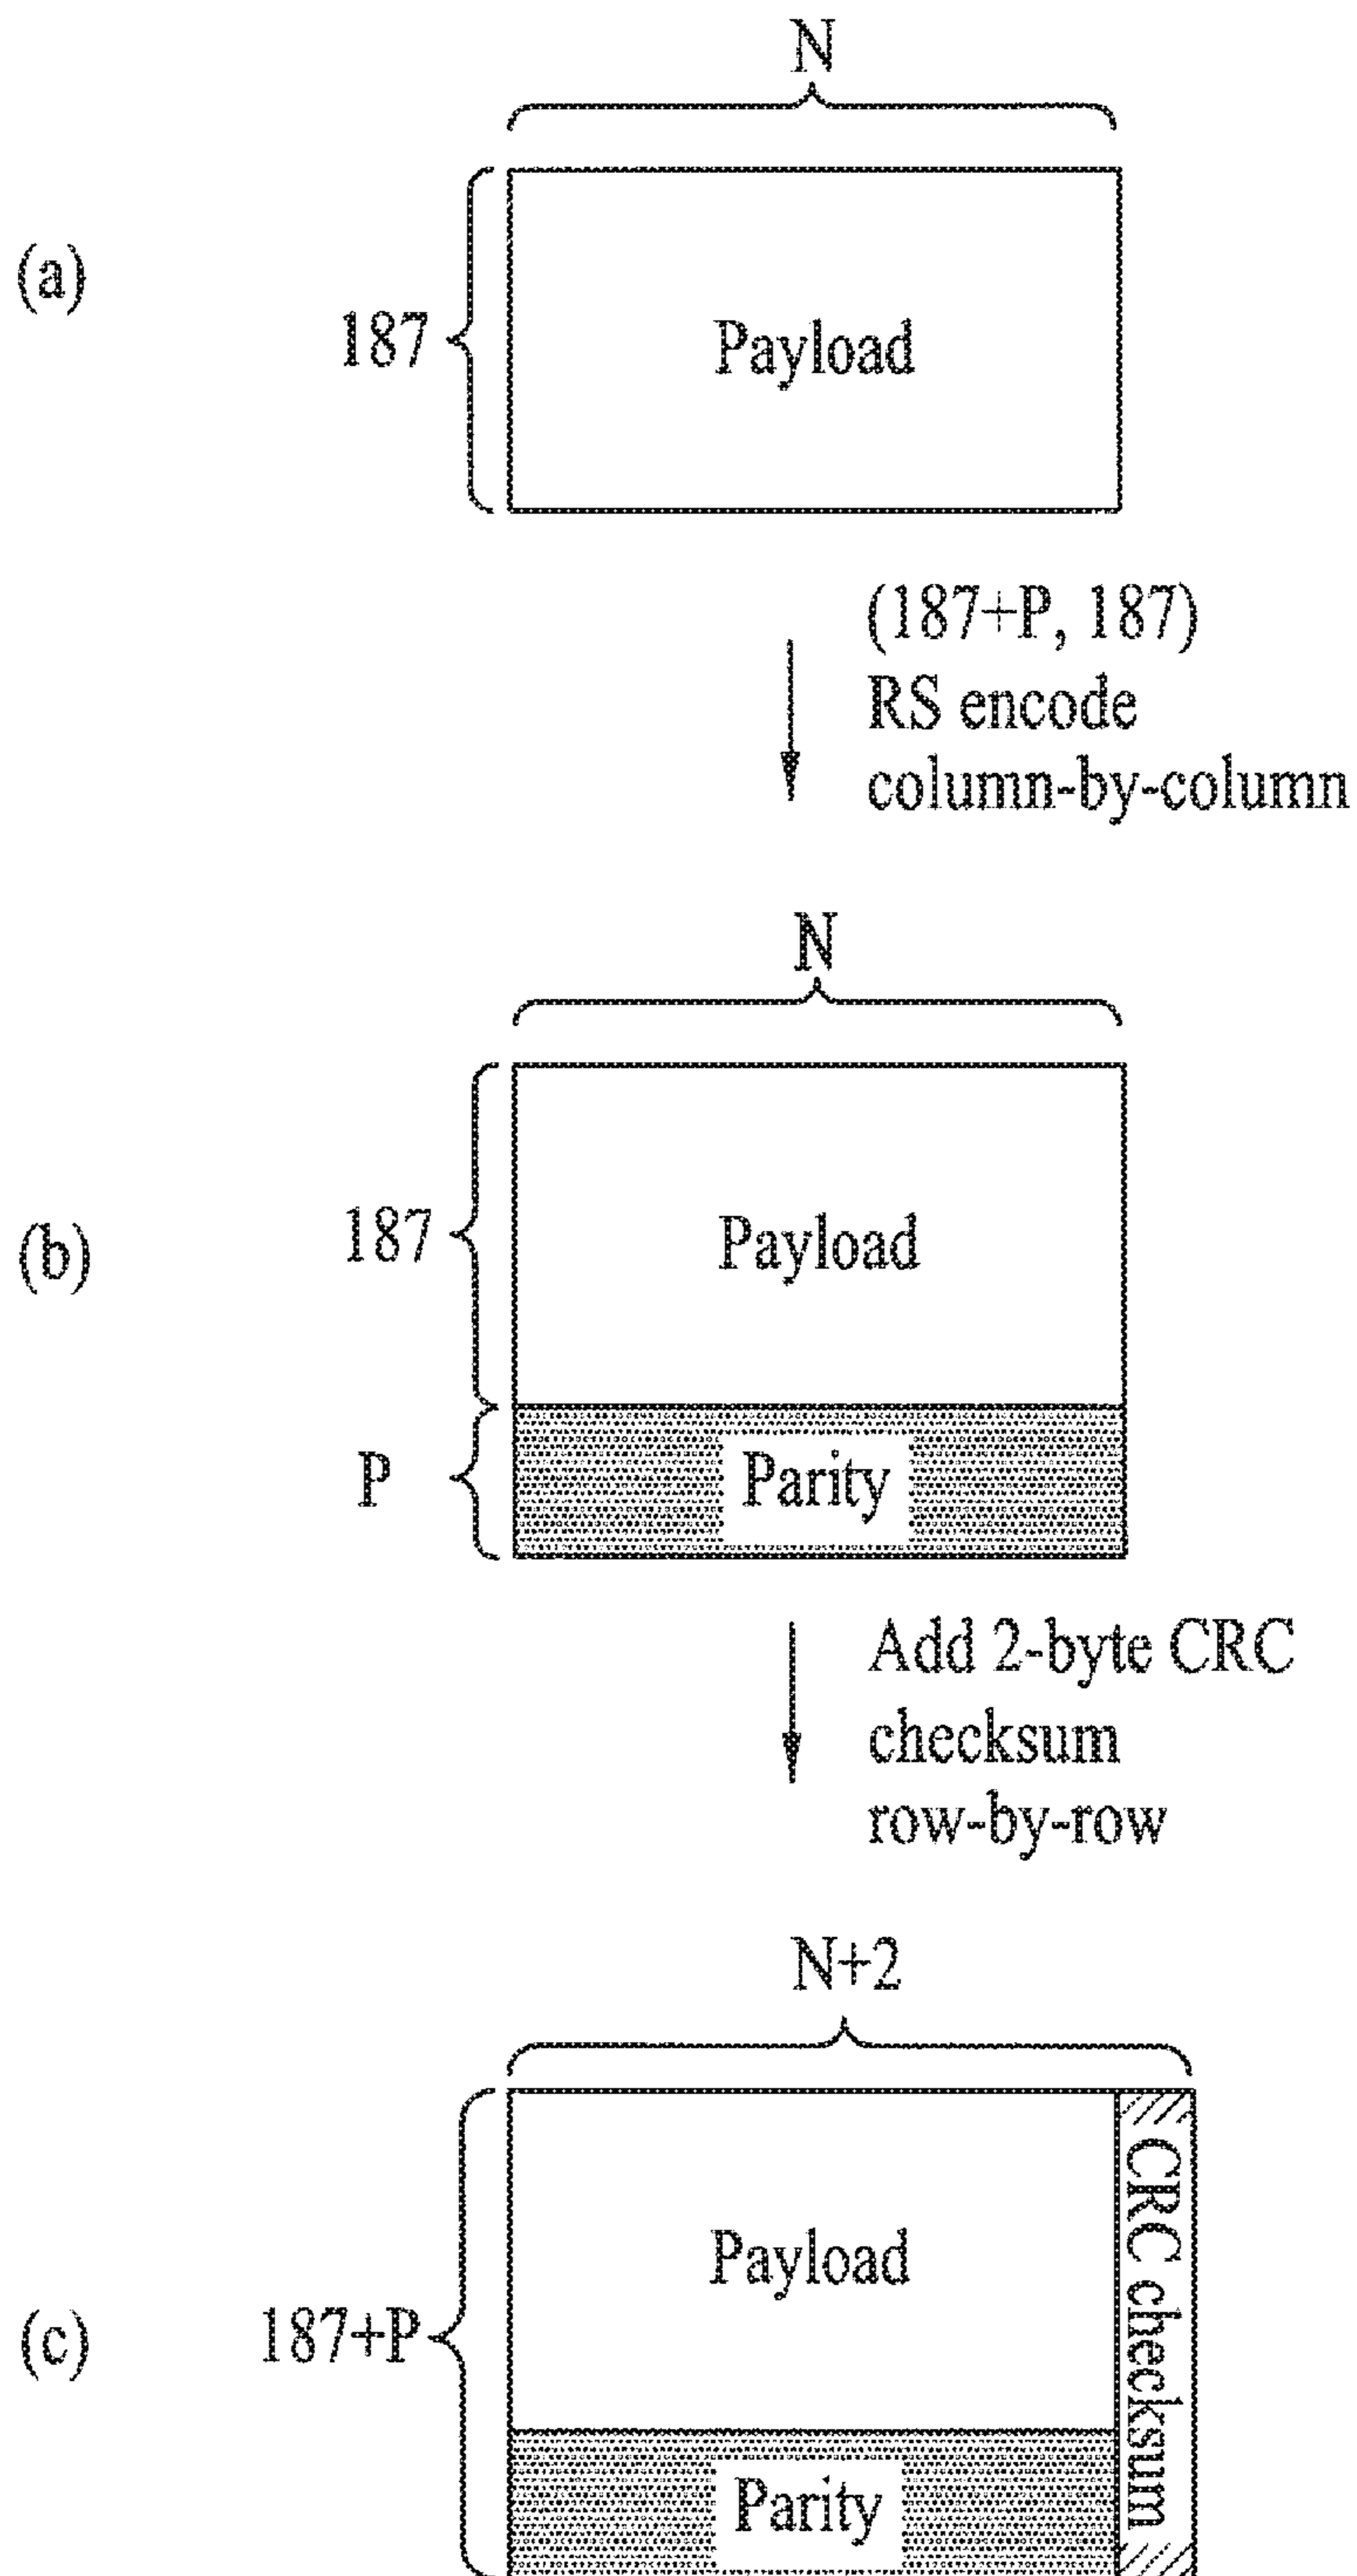 N
(a)
187
Payload
(187+P, 187)
RS encode
column-by-column
N
(b)
187
Payload
P
Parity
Add 2-byte CRC
checksum
row-by-row
N+2
(c)
187+P
Payload
CRC checksum
Parity